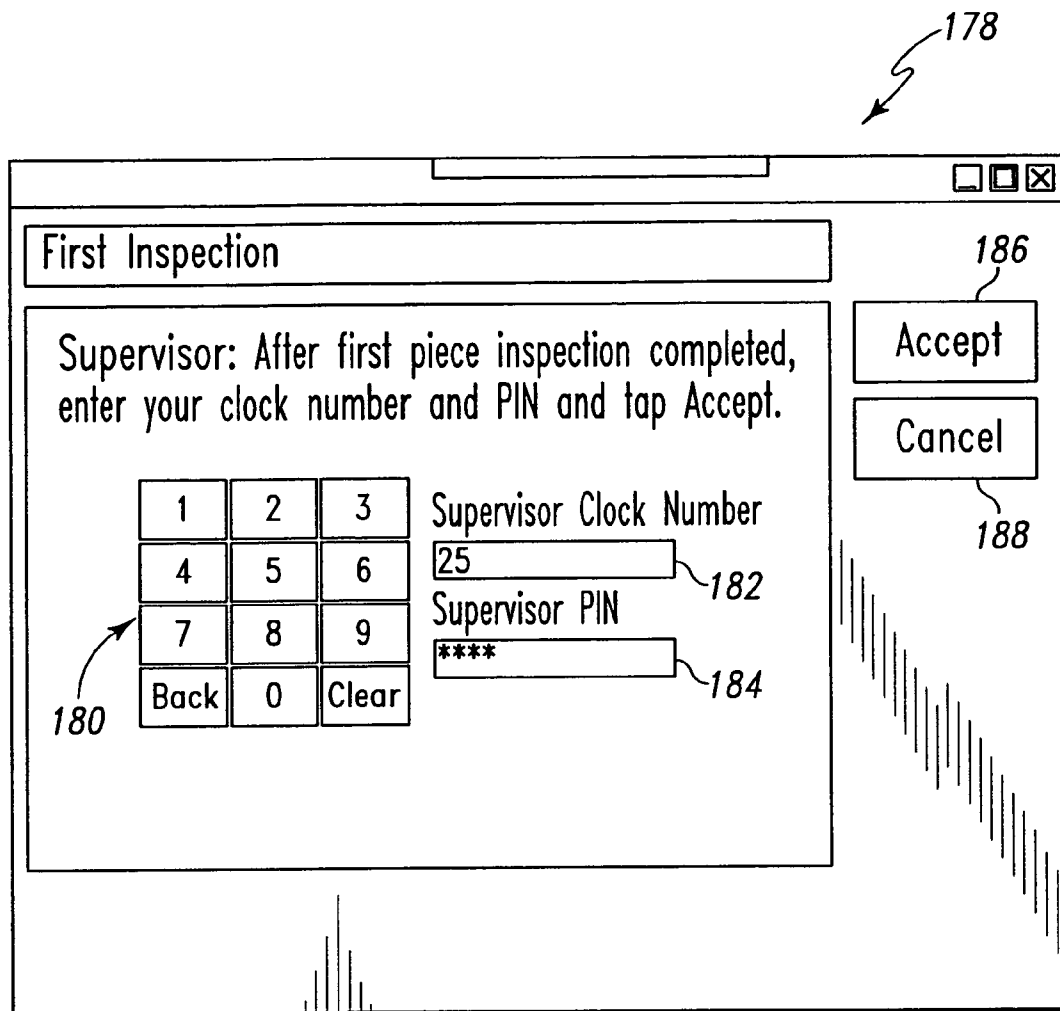 178
First Inspection
186
Accept
Supervisor: After first piece inspection completed,
enter your clock number and PIN and tap Accept.
Cancel
188
1 2 3
Supervisor Clock Number
4 5 6
25
182
Supervisor PIN
7 8 9
****
184
Back 0 Clear
180